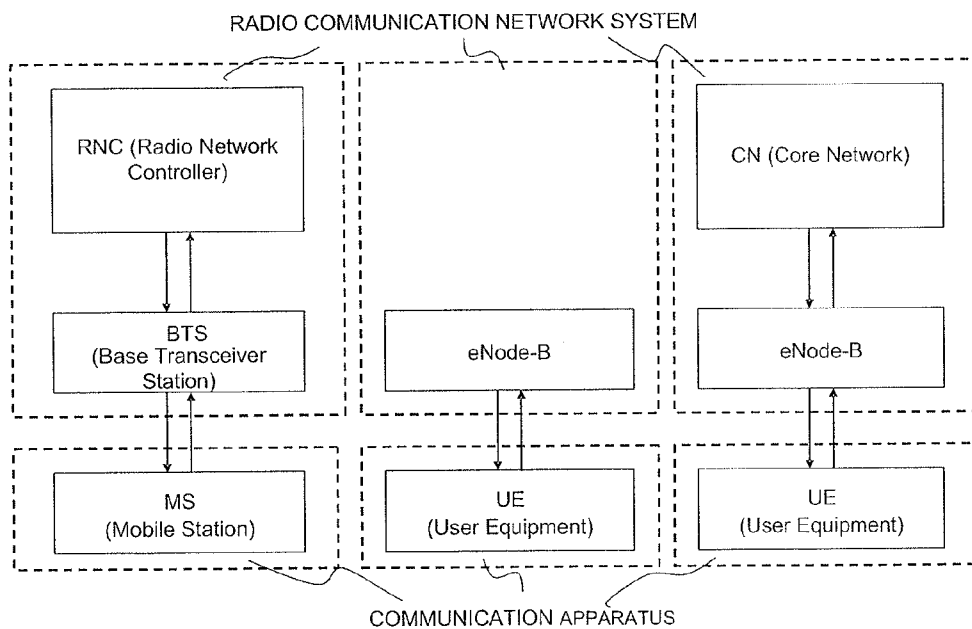 RADIO COMMUNICATION NETWORK SYSTEM
RNC (Radio Network
Controller)
CN (Core Network)
BTS
(Base Transceiver
Station)
eNode-B
eNode-B
MS
(Mobile Station)
UE
(User Equipment)
UE
(User Equipment)
COMMUNICATION APPARATUS